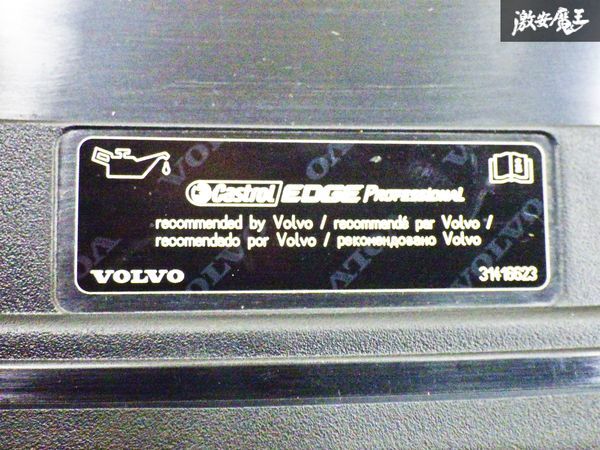 激安魔王
Castrol EDGE PROFESSIONAL
recommended by Volvo / recommendé par Volvo /
recomendado por Volvo / рекомендовано Volvo
VOLVO 31416623